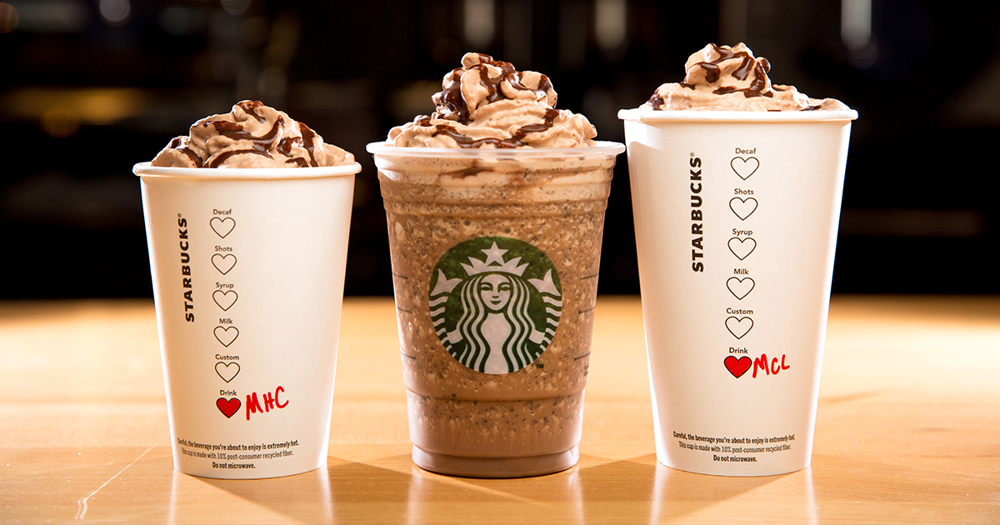 STARBUCKS®
Decaf
Shots
Syrup
Milk
Custom
Drink
MHC
Careful, the beverage you're about to enjoy is extremely hot.
This cup is made with 10% post-consumer recycled fiber.
Do not microwave.
TM
STARBUCKS®
Decaf
Shots
Syrup
Milk
Custom
Drink
MCL
Careful, the beverage you're about to enjoy is extremely hot.
This cup is made with 10% post-consumer recycled fiber.
Do not microwave.